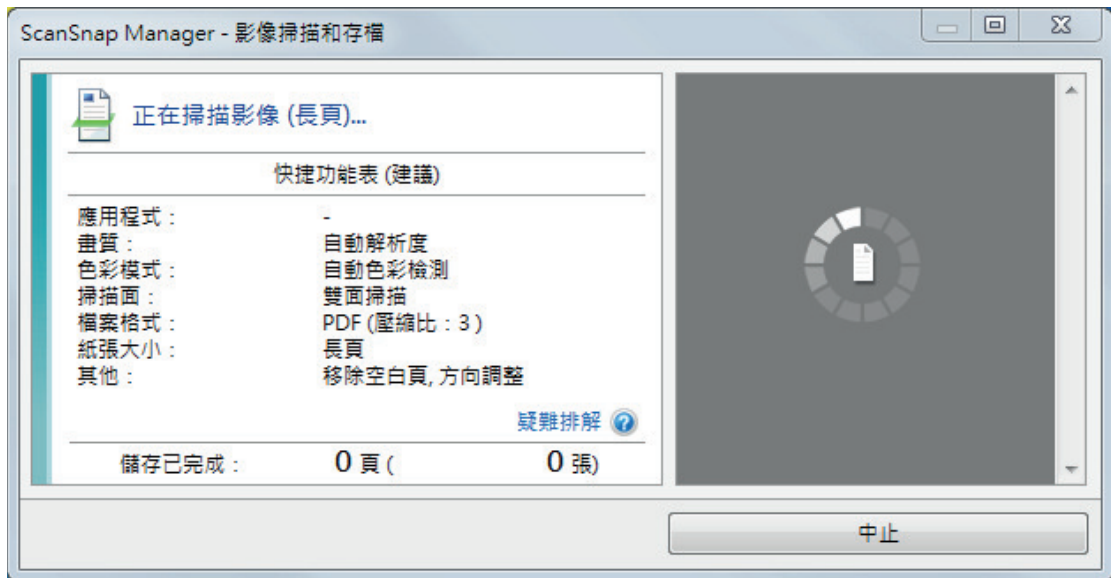 ScanSnap Manager - 影像掃描和存檔
正在掃描影像 (長頁)...
快捷功能表 (建議)
應用程式： -
畫質： 自動解析度
色彩模式： 自動色彩檢測
掃描面： 雙面掃描
檔案格式： PDF (壓縮比：3)
紙張大小： 長頁
其他： 移除空白頁, 方向調整
疑難排解
儲存已完成： 0 頁 ( 0 張)
中止